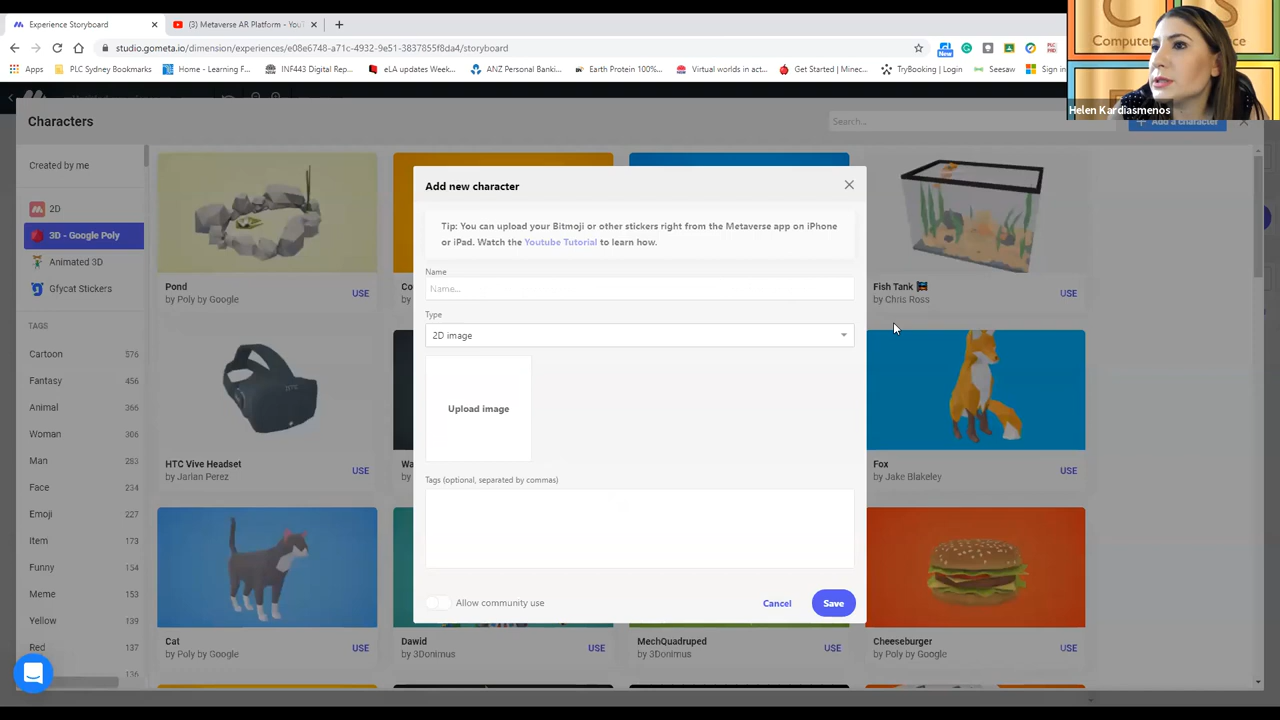 Experience Storyboard
(3) Metaverse AR Platform - You
studio.gometa.io/dimension/experiences/e08e6748-a71c-4932-9e51-3837855f8da4/storyboard
New
Apps
PLC Sydney Bookmarks
Home - Learning F...
INF443 Digital Rep...
eLA updates Week...
ANZ Personal Banki...
Earth Protein 100%...
Virtual worlds in act...
Get Started | Minec...
TryBooking | Login
Seesaw
Sign in
Helen Kardiasmenos
Characters
Search...
Add a character
Created by me
2D
3D - Google Poly
Animated 3D
Gfycat Stickers
TAGS
Cartoon 576
Fantasy 456
Animal 366
Woman 306
Man 283
Face 234
Emoji 227
Item 173
Funny 154
Meme 143
Yellow 139
Red 137
136
Pond
by Poly by Google
USE
Fish Tank
by Chris Ross
USE
HTC Vive Headset
by Jarlan Perez
USE
Fox
by Jake Blakeley
USE
Cat
by Poly by Google
USE
Dawid
by 3Donimus
USE
MechQuadruped
by 3Donimus
USE
Cheeseburger
by Poly by Google
USE
Add new character
Tip: You can upload your Bitmoji or other stickers right from the Metaverse app on iPhone
or iPad. Watch the Youtube Tutorial to learn how.
Name
Name...
Type
2D image
Upload image
Tags (optional, separated by commas)
Allow community use
Cancel
Save